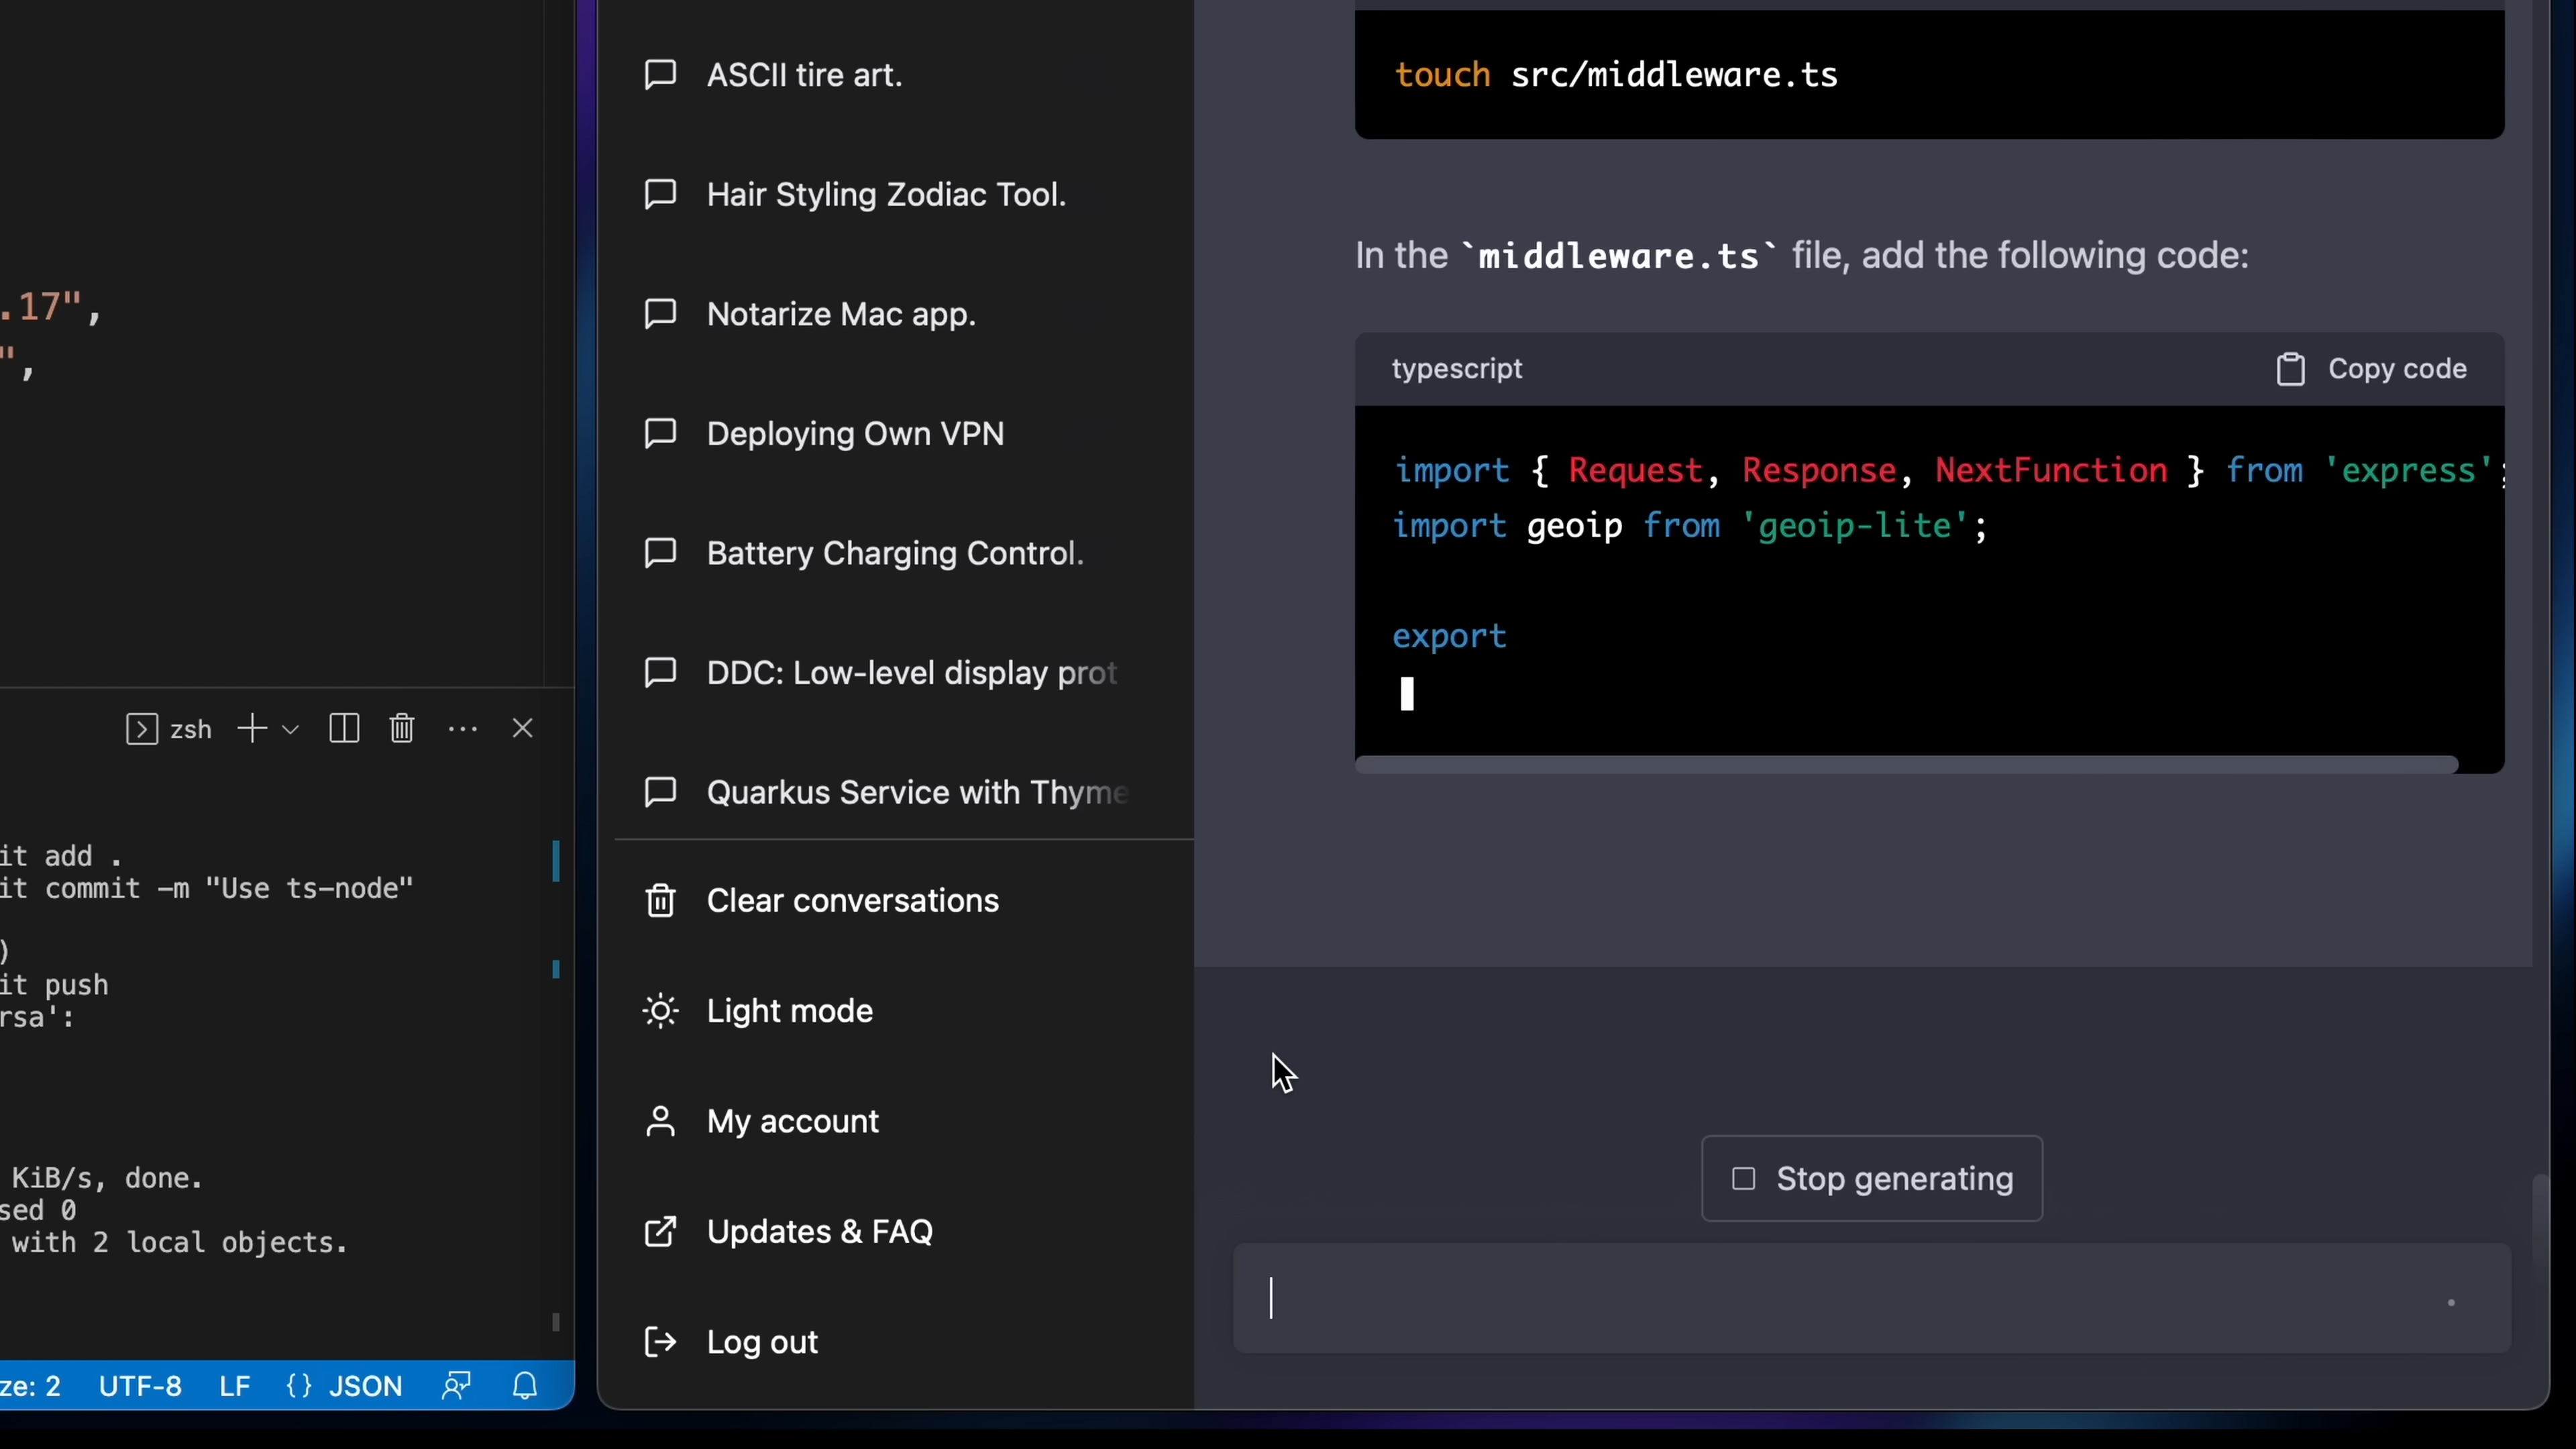 .17",
",
zsh
it add .
it commit -m "Use ts-node"
)
it push
rsa':
KiB/s, done.
sed 0
with 2 local objects.
ze: 2 UTF-8 LF {} JSON
ASCII tire art.
Hair Styling Zodiac Tool.
Notarize Mac app.
Deploying Own VPN
Battery Charging Control.
DDC: Low-level display prot
Quarkus Service with Thyme
Clear conversations
Light mode
My account
Updates & FAQ
Log out
touch src/middleware.ts
In the `middleware.ts` file, add the following code:
typescript Copy code
import { Request, Response, NextFunction } from 'express';
import geoip from 'geoip-lite';
export
Stop generating